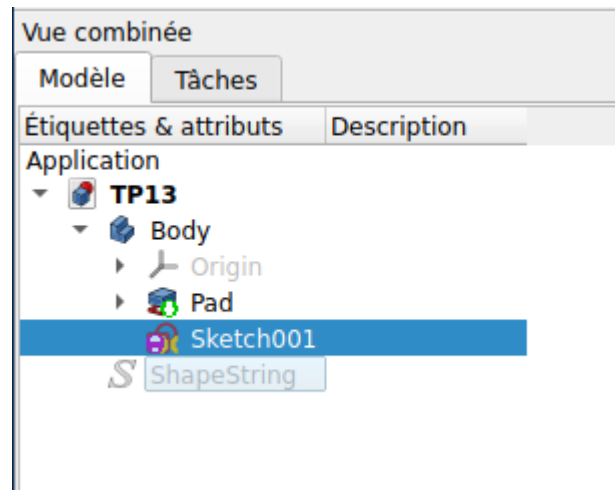 Vue combinée
Modèle Tâches
Étiquettes & attributs Description
Application
TP13
Body
Origin
Pad
Sketch001
ShapeString